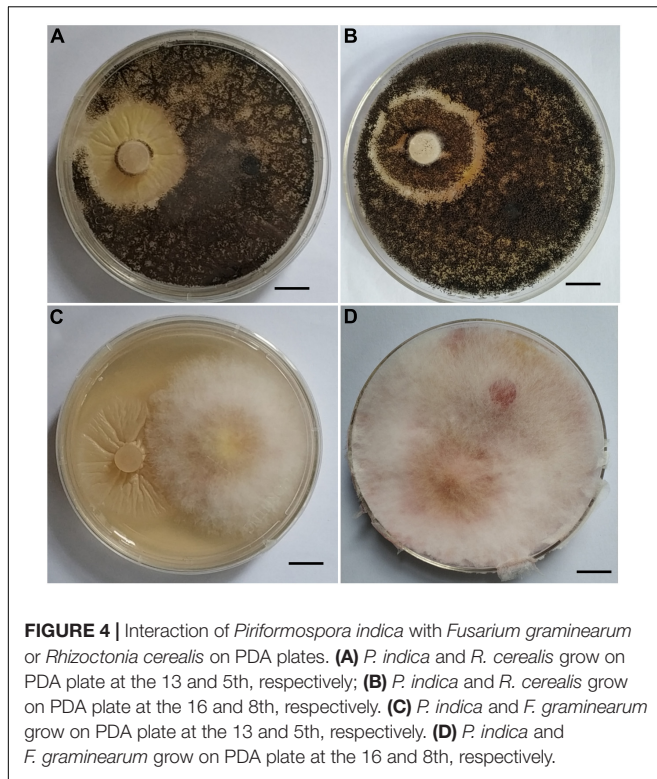 A
B
C
D
FIGURE 4 | Interaction of Piriformospora indica with Fusarium graminearum
or Rhizoctonia cerealis on PDA plates. (A) P. indica and R. cerealis grow on
PDA plate at the 13 and 5th, respectively; (B) P. indica and R. cerealis grow
on PDA plate at the 16 and 8th, respectively. (C) P. indica and F. graminearum
grow on PDA plate at the 13 and 5th, respectively. (D) P. indica and
F. graminearum grow on PDA plate at the 16 and 8th, respectively.